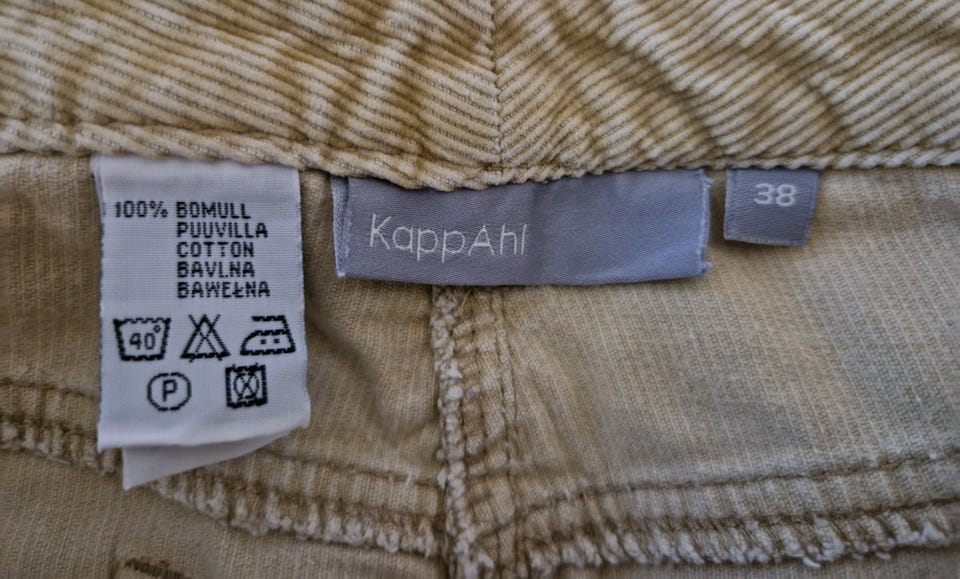 100% BOMULL
PUUVILLA
COTTON
BAVLNA
BAWEŁNA
40°
P
KappAhl
38